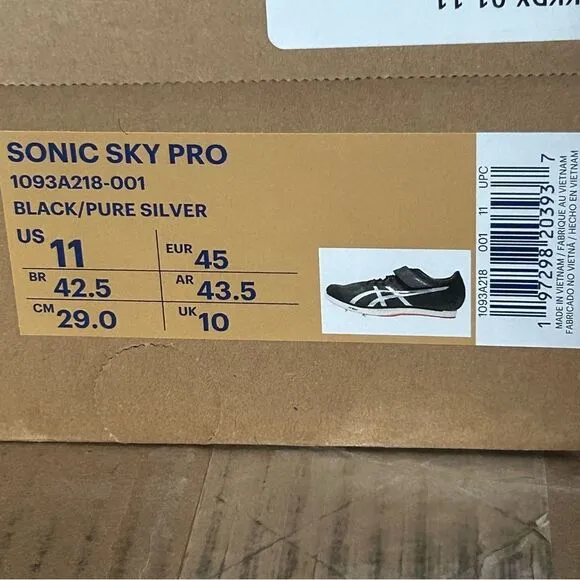 SONIC SKY PRO
1093A218-001
BLACK/PURE SILVER
US 11
EUR 45
BR 42.5
AR 43.5
CM 29.0
UK 10
1093A218 001 11 UPC
1 97298 20393 7
MADE IN VIETNAM / FABRIQUE AU VIETNAM
FABRICADO NO VIETNÃ / HECHO EN VIETNAM